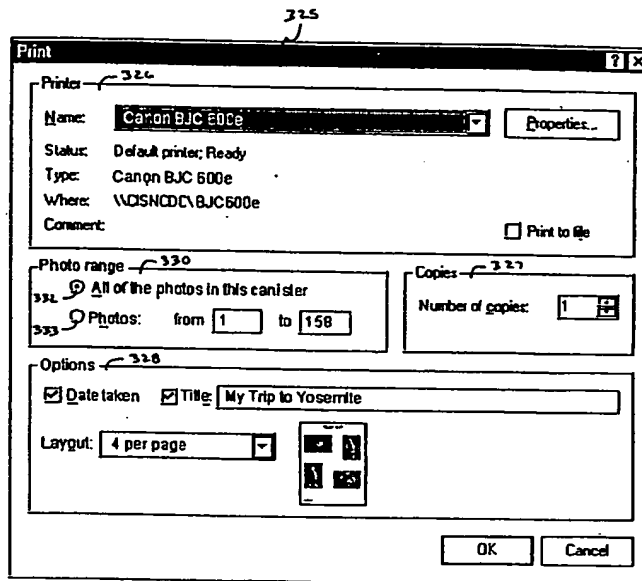 325
Print ? ×
Printer 326
Name: Canon BJC 600e Properties...
Status: Default printer; Ready
Type: Canon BJC 600e
Where: \\CISNCDC\BJC600e
Comment: Print to file
Photo range 330 Copies 327
332 All of the photos in this canister Number of copies: 1
333 Photos: from 1 to 158
Options 328
Date taken Title: My Trip to Yosemite
Layout: 4 per page
OK Cancel